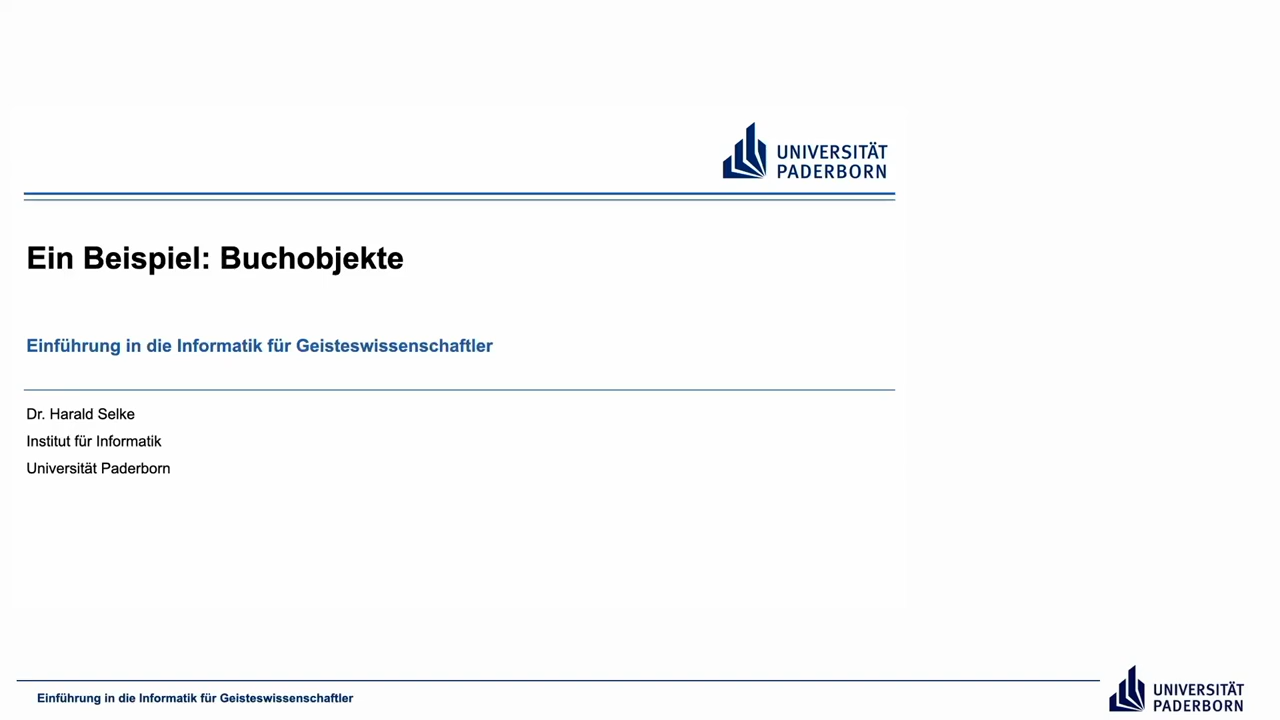 UNIVERSITÄT
PADERBORN
Ein Beispiel: Buchobjekte
Einführung in die Informatik für Geisteswissenschaftler
Dr. Harald Selke
Institut für Informatik
Universität Paderborn
Einführung in die Informatik für Geisteswissenschaftler
UNIVERSITÄT
PADERBORN